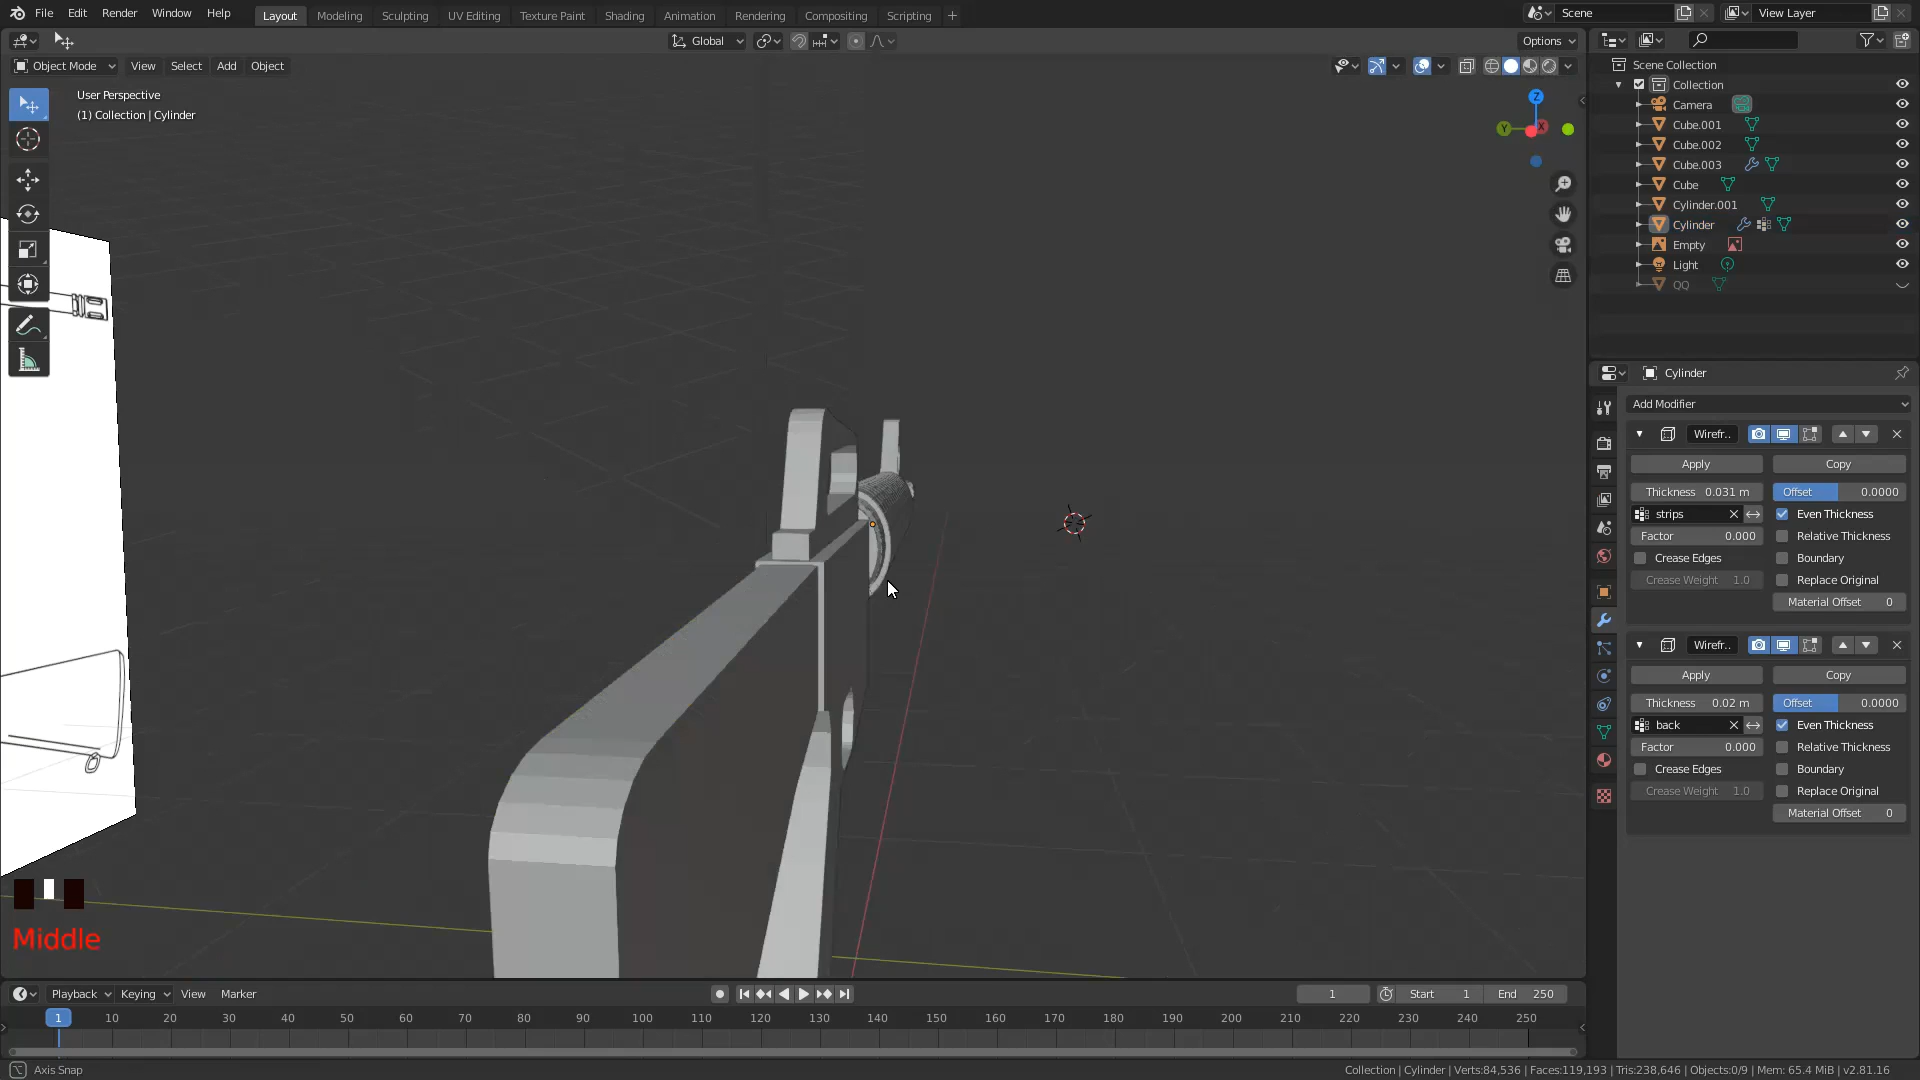 File Edit Render Window Help Layout Modeling Sculpting UV Editing Texture Paint Shading Animation Rendering Compositing Scripting + Scene View Layer
Global Options
Object Mode View Select Add Object
User Perspective
(1) Collection | Cylinder
Z
Y
X
Middle
Scene Collection
Collection
Camera
Cube.001
Cube.002
Cube.003
Cube
Cylinder.001
Cylinder
Empty
Light
QQ
Cylinder
Add Modifier
Wirefr..
Apply Copy
Thickness 0.031 m Offset 0.0000
strips Even Thickness
Factor 0.000 Relative Thickness
Crease Edges Boundary
Crease Weight 1.0 Replace Original
Material Offset 0
Wirefr..
Apply Copy
Thickness 0.02 m Offset 0.0000
back Even Thickness
Factor 0.000 Relative Thickness
Crease Edges Boundary
Crease Weight 1.0 Replace Original
Material Offset 0
Playback Keying View Marker 1 Start 1 End 250
1 10 20 30 40 50 60 70 80 90 100 110 120 130 140 150 160 170 180 190 200 210 220 230 240 250
Axis Snap Collection | Cylinder | Verts:84,536 | Faces:119,193 | Tris:238,646 | Objects:0/9 | Mem: 65.4 MiB | v2.81.16